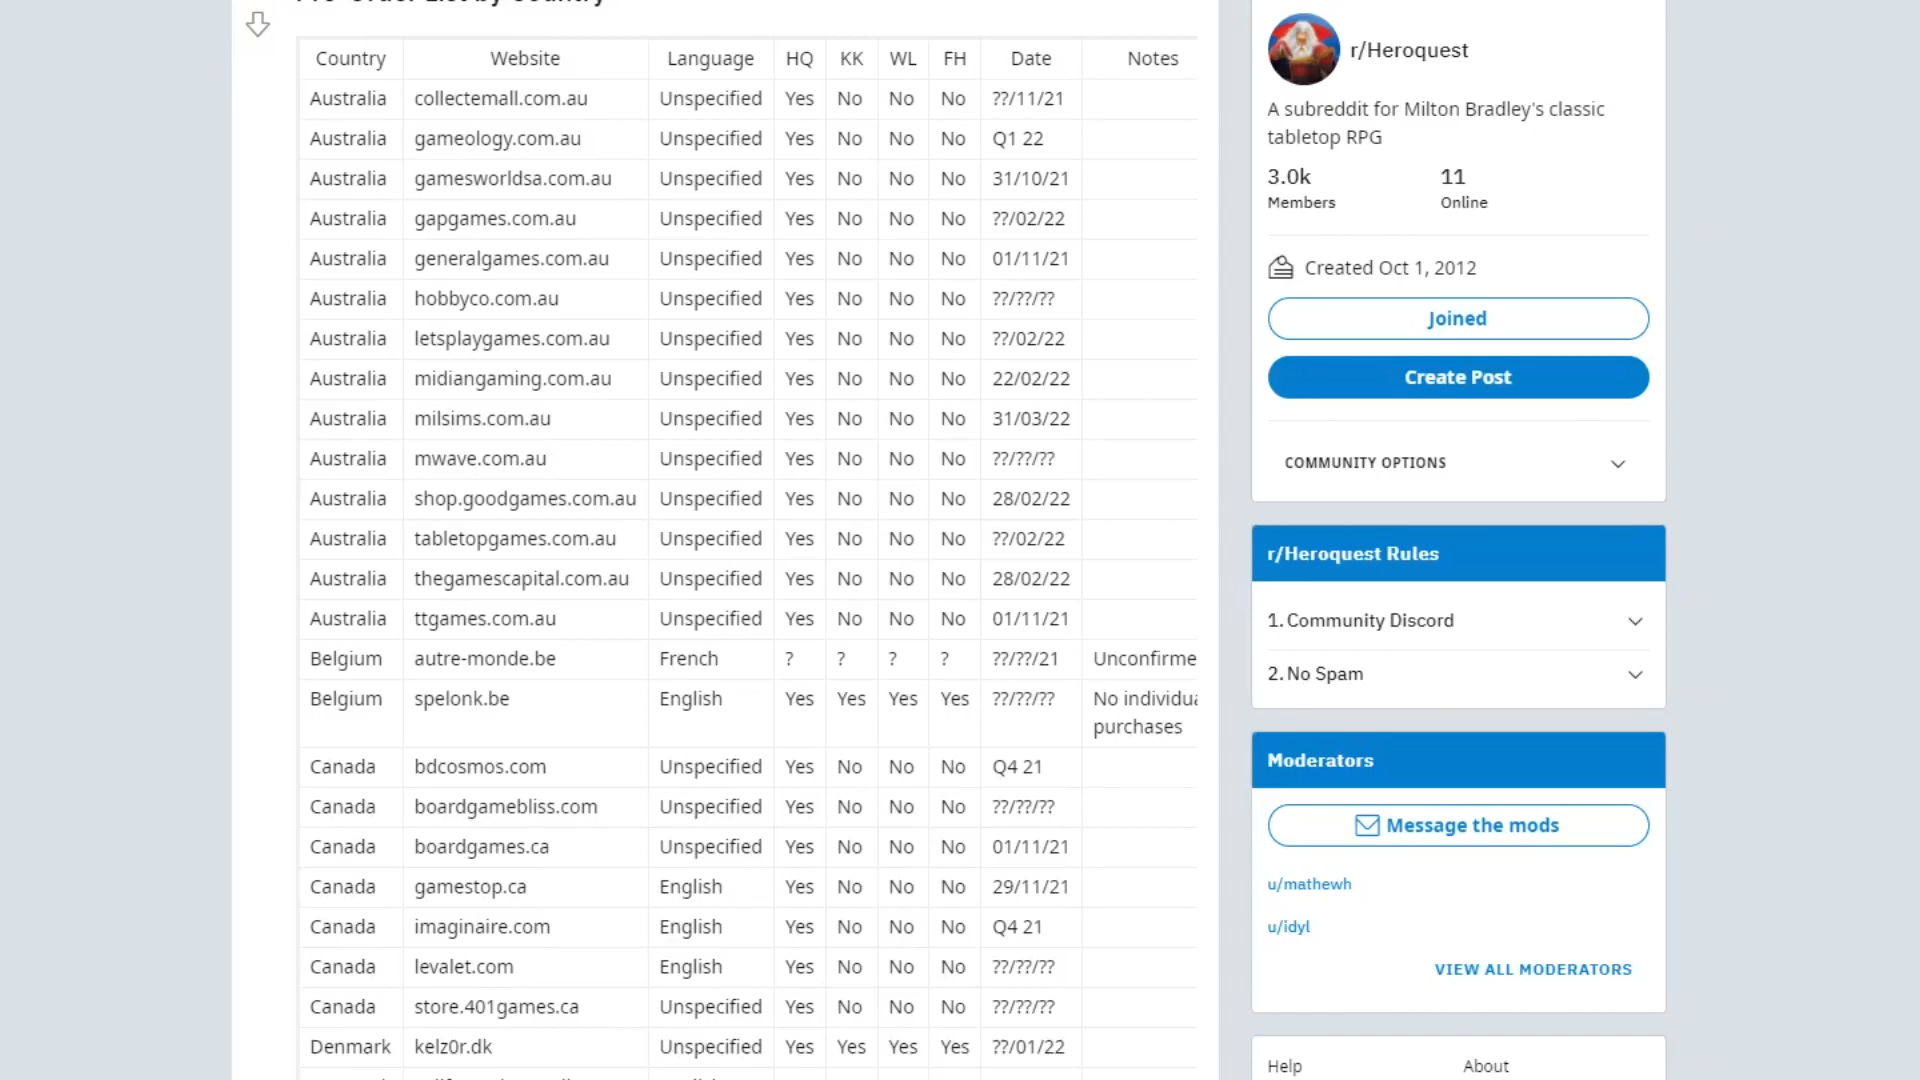 Pre-Order List by Country
Country Website Language HQ KK WL FH Date Notes
Australia collectemall.com.au Unspecified Yes No No No ??/11/21
Australia gameology.com.au Unspecified Yes No No No Q1 22
Australia gamesworldsa.com.au Unspecified Yes No No No 31/10/21
Australia gapgames.com.au Unspecified Yes No No No ??/02/22
Australia generalgames.com.au Unspecified Yes No No No 01/11/21
Australia hobbyco.com.au Unspecified Yes No No No ??/??/??
Australia letsplaygames.com.au Unspecified Yes No No No ??/02/22
Australia midiangaming.com.au Unspecified Yes No No No 22/02/22
Australia milsims.com.au Unspecified Yes No No No 31/03/22
Australia mwave.com.au Unspecified Yes No No No ??/??/??
Australia shop.goodgames.com.au Unspecified Yes No No No 28/02/22
Australia tabletopgames.com.au Unspecified Yes No No No ??/02/22
Australia thegamescapital.com.au Unspecified Yes No No No 28/02/22
Australia ttgames.com.au Unspecified Yes No No No 01/11/21
Belgium autre-monde.be French ? ? ? ? ??/??/21 Unconfirme
Belgium spelonk.be English Yes Yes Yes Yes ??/??/?? No individua
purchases
Canada bdcosmos.com Unspecified Yes No No No Q4 21
Canada boardgamebliss.com Unspecified Yes No No No ??/??/??
Canada boardgames.ca Unspecified Yes No No No 01/11/21
Canada gamestop.ca English Yes No No No 29/11/21
Canada imaginaire.com English Yes No No No Q4 21
Canada levalet.com English Yes No No No ??/??/??
Canada store.401games.ca Unspecified Yes No No No ??/??/??
Denmark kelz0r.dk Unspecified Yes Yes Yes Yes ??/01/22
r/Heroquest
A subreddit for Milton Bradley's classic
tabletop RPG
3.0k 11
Members Online
Created Oct 1, 2012
Joined
Create Post
COMMUNITY OPTIONS
r/Heroquest Rules
1. Community Discord
2. No Spam
Moderators
Message the mods
u/mathewh
u/idyl
VIEW ALL MODERATORS
Help About